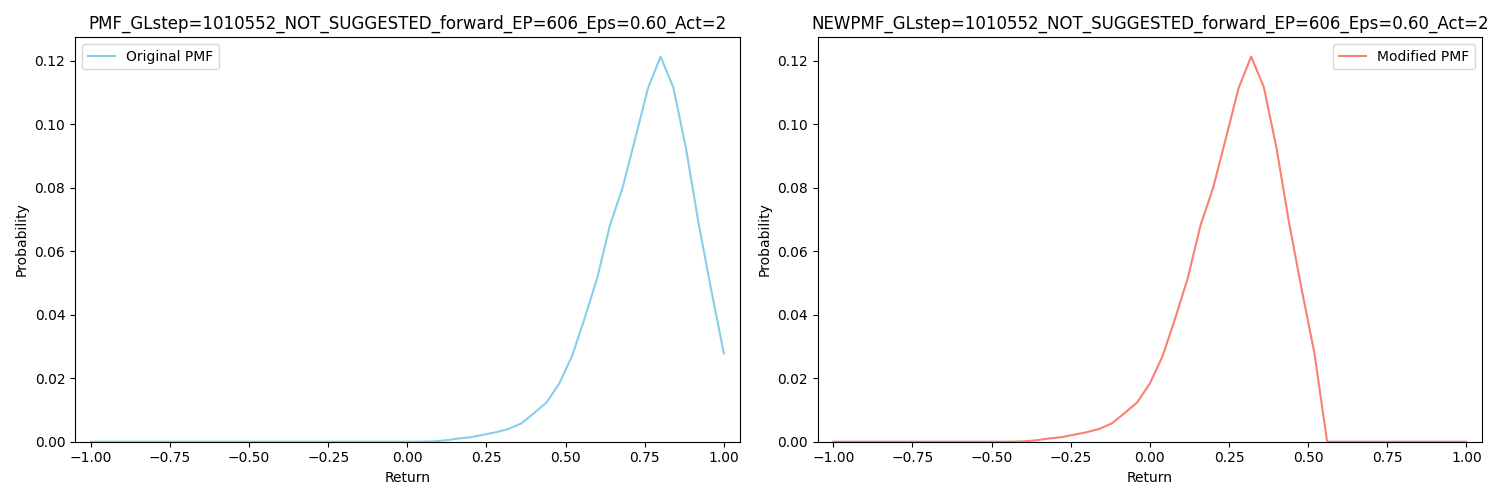 PMF_GLstep=1010552_NOT_SUGGESTED_forward_EP=606_Eps=0.60_Act=2
Original PMF
0.12
0.10
0.08
0.06
0.04
0.02
0.00
Probability
−1.00 −0.75 −0.50 −0.25 0.00 0.25 0.50 0.75 1.00
Return
NEWPMF_GLstep=1010552_NOT_SUGGESTED_forward_EP=606_Eps=0.60_Act=2
Modified PMF
0.12
0.10
0.08
0.06
0.04
0.02
0.00
Probability
−1.00 −0.75 −0.50 −0.25 0.00 0.25 0.50 0.75 1.00
Return